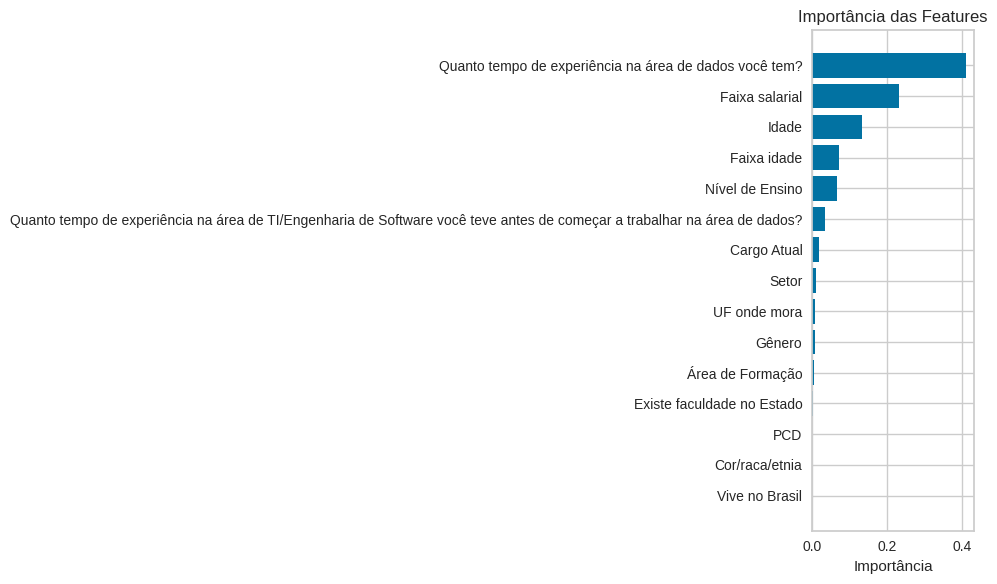 Importância das Features
Quanto tempo de experiência na área de dados você tem?
Faixa salarial
Idade
Faixa idade
Nível de Ensino
Quanto tempo de experiência na área de TI/Engenharia de Software você teve antes de começar a trabalhar na área de dados?
Cargo Atual
Setor
UF onde mora
Gênero
Área de Formação
Existe faculdade no Estado
PCD
Cor/raca/etnia
Vive no Brasil
0.0 0.2 0.4
Importância